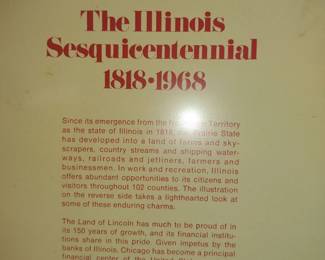 The Illinois
Sesquicentennial
1818•1968
Since its emergence from the Territory
as the state of Illinois in 1818, Prairie State
has developed into a land of farms and sky-
scrapers, country streams and shipping water-
ways, railroads and jetliners, farmers and
businessmen. In work and recreation, Illinois
offers abundant opportunities to its citizens and
visitors throughout 102 counties. The illustration
on the reverse side takes a lighthearted look at
some of these enduring charms.
The Land of Lincoln has much to be proud of in
its 150 years of growth, and its financial institu-
tions share in this pride. Given impetus by the
banks of Illinois, Chicago has become a principal
financial center of the